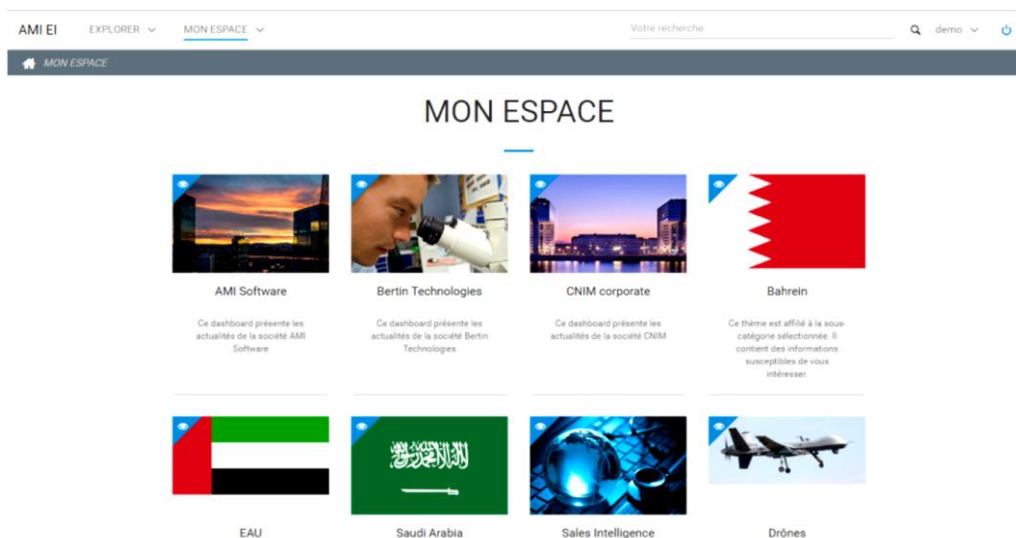 AMI EI EXPLORER MON ESPACE Votre recherche demo
MON ESPACE
MON ESPACE
AMI Software
Ce dashboard présente les
actualités de la société AMI
Software
Bertin Technologies
Ce dashboard présente les
actualités de la société Bertin
Technologies
CNIM corporate
Ce dashboard présente les
actualités de la société CNIM
Bahrein
Ce thème est affilié à la sous-
catégorie sélectionnée. Il
contient des informations
susceptibles de vous
intéresser.
EAU
Saudi Arabia
Sales Intelligence
Drônes